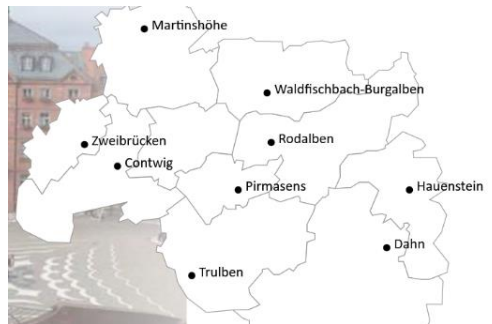 Martinshöhe
Waldfischbach-Burgalben
Zweibrücken
Rodalben
Contwig
Pirmasens
Hauenstein
Dahn
Trulben